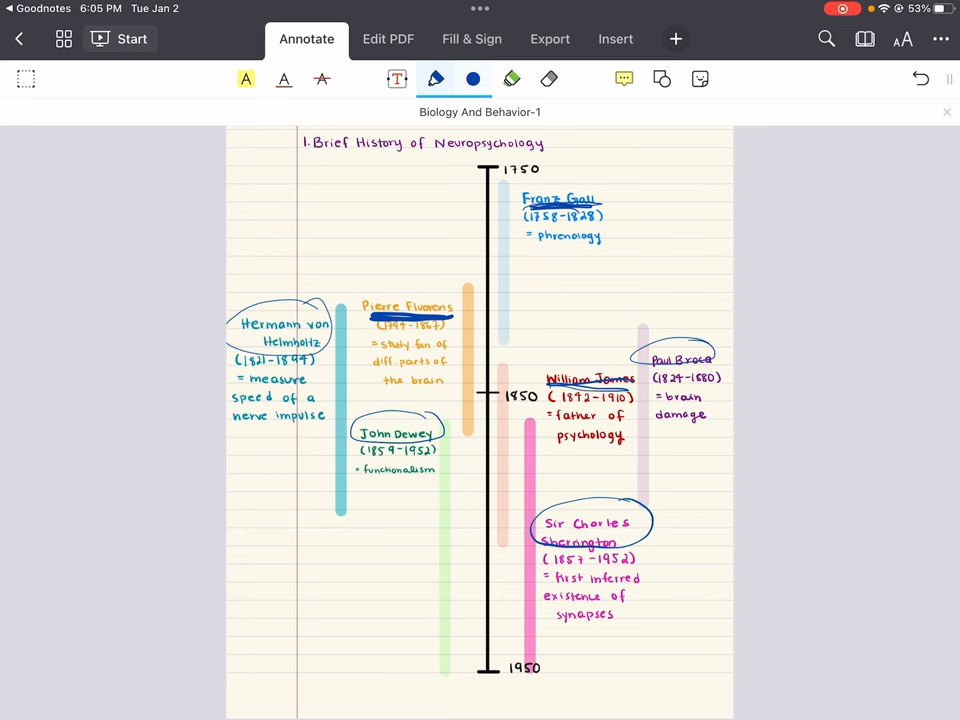 Goodnotes 6:05 PM Tue Jan 2 53%
Start Annotate Edit PDF Fill & Sign Export Insert
Biology And Behavior-1
1. Brief History of Neuropsychology
1750
Franz Gall
(1758-1828)
= phrenology
Pierre Fluorens
(1794-1867)
= study fxn of
diff. parts of
the brain
Hermann von
Helmholtz
(1821-1894)
= measure
speed of a
nerve impulse
Paul Broca
(1824-1880)
= brain
damage
1850
William James
(1842-1910)
= father of
psychology
John Dewey
(1859-1952)
= functionalism
Sir Charles
Sherrington
(1857-1952)
= first inferred
existence of
synapses
1950